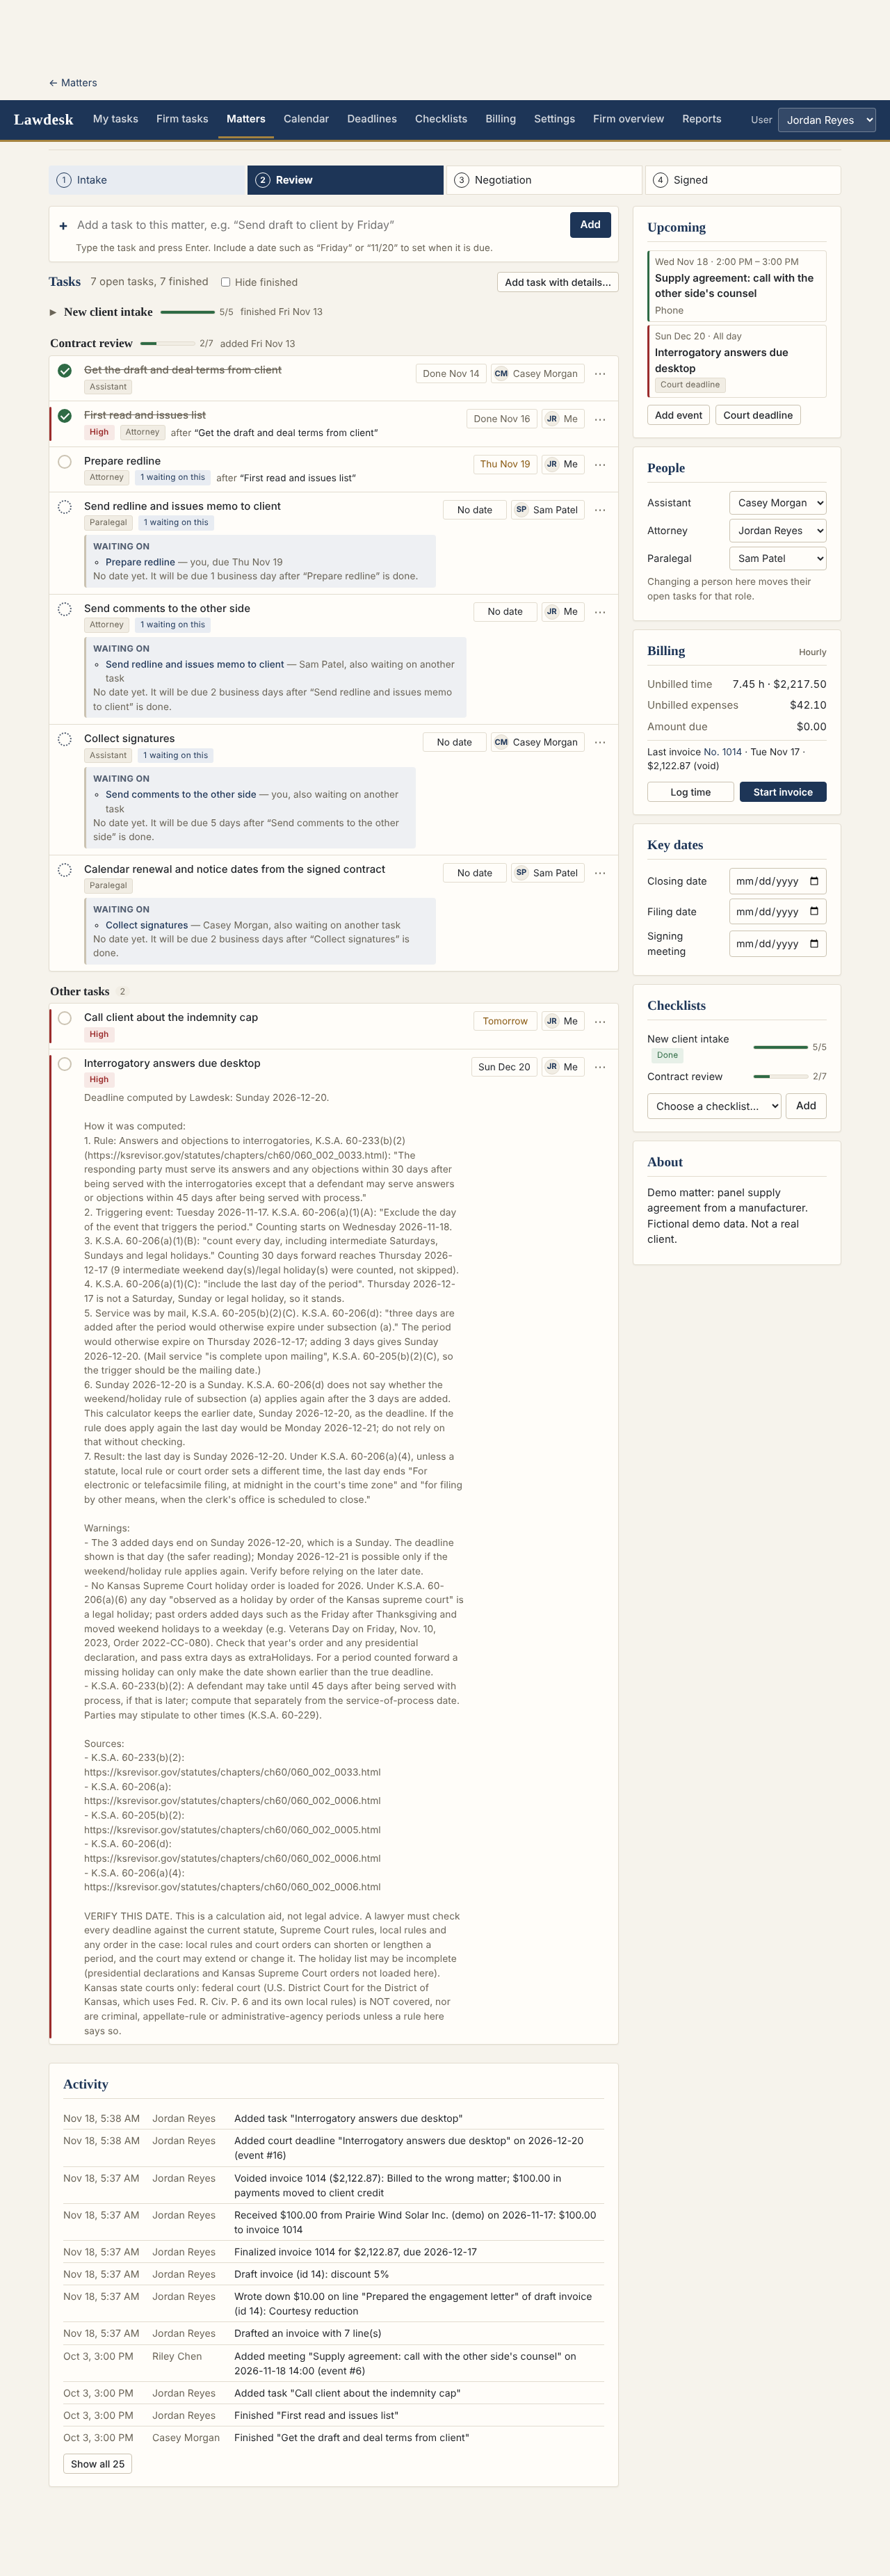 ← Matters
Lawdesk My tasks Firm tasks Matters Calendar Deadlines Checklists Billing Settings Firm overview Reports User Jordan Reyes
1 Intake 2 Review 3 Negotiation 4 Signed
+ Add a task to this matter, e.g. “Send draft to client by Friday” Add
Type the task and press Enter. Include a date such as “Friday” or “11/20” to set when it is due.
Tasks 7 open tasks, 7 finished Hide finished Add task with details...
▶ New client intake 5/5 finished Fri Nov 13
Contract review 2/7 added Fri Nov 13
Get the draft and deal terms from client Done Nov 14 CM Casey Morgan ···
Assistant
First read and issues list Done Nov 16 JR Me ···
High Attorney after “Get the draft and deal terms from client”
Prepare redline Thu Nov 19 JR Me ···
Attorney 1 waiting on this after “First read and issues list”
Send redline and issues memo to client No date SP Sam Patel ···
Paralegal 1 waiting on this
WAITING ON
Prepare redline — you, due Thu Nov 19
No date yet. It will be due 1 business day after “Prepare redline” is done.
Send comments to the other side No date JR Me ···
Attorney 1 waiting on this
WAITING ON
Send redline and issues memo to client — Sam Patel, also waiting on another
task
No date yet. It will be due 2 business days after “Send redline and issues memo
to client” is done.
Collect signatures No date CM Casey Morgan ···
Assistant 1 waiting on this
WAITING ON
Send comments to the other side — you, also waiting on another
task
No date yet. It will be due 5 days after “Send comments to the other
side” is done.
Calendar renewal and notice dates from the signed contract No date SP Sam Patel ···
Paralegal
WAITING ON
Collect signatures — Casey Morgan, also waiting on another task
No date yet. It will be due 2 business days after “Collect signatures” is
done.
Other tasks 2
Call client about the indemnity cap Tomorrow JR Me ···
High
Interrogatory answers due desktop Sun Dec 20 JR Me ···
High
Deadline computed by Lawdesk: Sunday 2026-12-20.
How it was computed:
1. Rule: Answers and objections to interrogatories, K.S.A. 60-233(b)(2)
(https://ksrevisor.gov/statutes/chapters/ch60/060_002_0033.html): "The
responding party must serve its answers and any objections within 30 days after
being served with the interrogatories except that a defendant may serve answers
or objections within 45 days after being served with process."
2. Triggering event: Tuesday 2026-11-17. K.S.A. 60-206(a)(1)(A): "Exclude the day
of the event that triggers the period." Counting starts on Wednesday 2026-11-18.
3. K.S.A. 60-206(a)(1)(B): "count every day, including intermediate Saturdays,
Sundays and legal holidays." Counting 30 days forward reaches Thursday 2026-
12-17 (9 intermediate weekend day(s)/legal holiday(s) were counted, not skipped).
4. K.S.A. 60-206(a)(1)(C): "include the last day of the period". Thursday 2026-12-
17 is not a Saturday, Sunday or legal holiday, so it stands.
5. Service was by mail, K.S.A. 60-205(b)(2)(C). K.S.A. 60-206(d): "three days are
added after the period would otherwise expire under subsection (a)." The period
would otherwise expire on Thursday 2026-12-17; adding 3 days gives Sunday
2026-12-20. (Mail service "is complete upon mailing", K.S.A. 60-205(b)(2)(C), so
the trigger should be the mailing date.)
6. Sunday 2026-12-20 is a Sunday. K.S.A. 60-206(d) does not say whether the
weekend/holiday rule of subsection (a) applies again after the 3 days are added.
This calculator keeps the earlier date, Sunday 2026-12-20, as the deadline. If the
rule does apply again the last day would be Monday 2026-12-21; do not rely on
that without checking.
7. Result: the last day is Sunday 2026-12-20. Under K.S.A. 60-206(a)(4), unless a
statute, local rule or court order sets a different time, the last day ends "For
electronic or telefacsimile filing, at midnight in the court's time zone" and "for filing
by other means, when the clerk's office is scheduled to close."
Warnings:
- The 3 added days end on Sunday 2026-12-20, which is a Sunday. The deadline
shown is that day (the safer reading); Monday 2026-12-21 is possible only if the
weekend/holiday rule applies again. Verify before relying on the later date.
- No Kansas Supreme Court holiday order is loaded for 2026. Under K.S.A. 60-
206(a)(6) any day "observed as a holiday by order of the Kansas supreme court" is
a legal holiday; past orders added days such as the Friday after Thanksgiving and
moved weekend holidays to a weekday (e.g. Veterans Day on Friday, Nov. 10,
2023, Order 2022-CC-080). Check that year's order and any presidential
declaration, and pass extra days as extraHolidays. For a period counted forward a
missing holiday can only make the date shown earlier than the true deadline.
- K.S.A. 60-233(b)(2): A defendant may take until 45 days after being served with
process, if that is later; compute that separately from the service-of-process date.
Parties may stipulate to other times (K.S.A. 60-229).
Sources:
- K.S.A. 60-233(b)(2):
https://ksrevisor.gov/statutes/chapters/ch60/060_002_0033.html
- K.S.A. 60-206(a):
https://ksrevisor.gov/statutes/chapters/ch60/060_002_0006.html
- K.S.A. 60-205(b)(2):
https://ksrevisor.gov/statutes/chapters/ch60/060_002_0005.html
- K.S.A. 60-206(d):
https://ksrevisor.gov/statutes/chapters/ch60/060_002_0006.html
- K.S.A. 60-206(a)(4):
https://ksrevisor.gov/statutes/chapters/ch60/060_002_0006.html
VERIFY THIS DATE. This is a calculation aid, not legal advice. A lawyer must check
every deadline against the current statute, Supreme Court rules, local rules and
any order in the case: local rules and court orders can shorten or lengthen a
period, and the court may extend or change it. The holiday list may be incomplete
(presidential declarations and Kansas Supreme Court orders not loaded here).
Kansas state courts only: federal court (U.S. District Court for the District of
Kansas, which uses Fed. R. Civ. P. 6 and its own local rules) is NOT covered, nor
are criminal, appellate-rule or administrative-agency periods unless a rule here
says so.
Activity
Nov 18, 5:38 AM Jordan Reyes Added task "Interrogatory answers due desktop"
Nov 18, 5:38 AM Jordan Reyes Added court deadline "Interrogatory answers due desktop" on 2026-12-20
(event #16)
Nov 18, 5:37 AM Jordan Reyes Voided invoice 1014 ($2,122.87): Billed to the wrong matter; $100.00 in
payments moved to client credit
Nov 18, 5:37 AM Jordan Reyes Received $100.00 from Prairie Wind Solar Inc. (demo) on 2026-11-17: $100.00
to invoice 1014
Nov 18, 5:37 AM Jordan Reyes Finalized invoice 1014 for $2,122.87, due 2026-12-17
Nov 18, 5:37 AM Jordan Reyes Draft invoice (id 14): discount 5%
Nov 18, 5:37 AM Jordan Reyes Wrote down $10.00 on line "Prepared the engagement letter" of draft invoice
(id 14): Courtesy reduction
Nov 18, 5:37 AM Jordan Reyes Drafted an invoice with 7 line(s)
Oct 3, 3:00 PM Riley Chen Added meeting "Supply agreement: call with the other side's counsel" on
2026-11-18 14:00 (event #6)
Oct 3, 3:00 PM Jordan Reyes Added task "Call client about the indemnity cap"
Oct 3, 3:00 PM Jordan Reyes Finished "First read and issues list"
Oct 3, 3:00 PM Casey Morgan Finished "Get the draft and deal terms from client"
Show all 25
Upcoming
Wed Nov 18 · 2:00 PM – 3:00 PM
Supply agreement: call with the
other side's counsel
Phone
Sun Dec 20 · All day
Interrogatory answers due
desktop
Court deadline
Add event Court deadline
People
Assistant Casey Morgan
Attorney Jordan Reyes
Paralegal Sam Patel
Changing a person here moves their
open tasks for that role.
Billing Hourly
Unbilled time 7.45 h · $2,217.50
Unbilled expenses $42.10
Amount due $0.00
Last invoice No. 1014 · Tue Nov 17 ·
$2,122.87 (void)
Log time Start invoice
Key dates
Closing date mm/dd/yyyy
Filing date mm/dd/yyyy
Signing
meeting mm/dd/yyyy
Checklists
New client intake
Done 5/5
Contract review 2/7
Choose a checklist... Add
About
Demo matter: panel supply
agreement from a manufacturer.
Fictional demo data. Not a real
client.